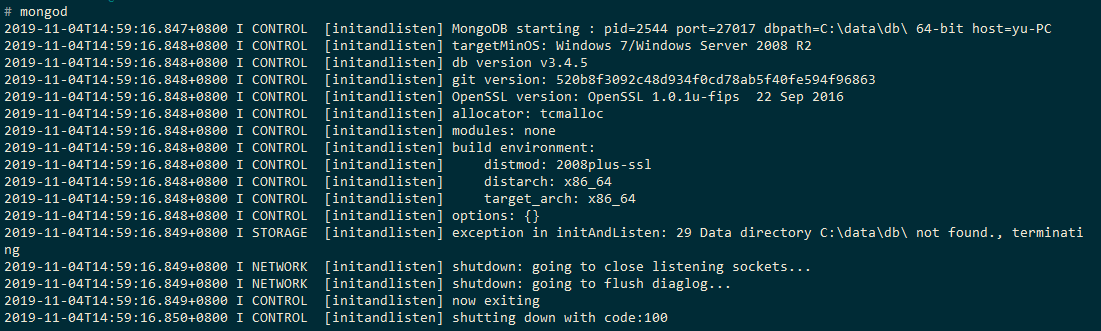 # mongod
2019-11-04T14:59:16.847+0800 I CONTROL  [initandlisten] MongoDB starting : pid=2544 port=27017 dbpath=C:\data\db\ 64-bit host=yu-PC
2019-11-04T14:59:16.848+0800 I CONTROL  [initandlisten] targetMinOS: Windows 7/Windows Server 2008 R2
2019-11-04T14:59:16.848+0800 I CONTROL  [initandlisten] db version v3.4.5
2019-11-04T14:59:16.848+0800 I CONTROL  [initandlisten] git version: 520b8f3092c48d934f0cd78ab5f40fe594f96863
2019-11-04T14:59:16.848+0800 I CONTROL  [initandlisten] OpenSSL version: OpenSSL 1.0.1u-fips  22 Sep 2016
2019-11-04T14:59:16.848+0800 I CONTROL  [initandlisten] allocator: tcmalloc
2019-11-04T14:59:16.848+0800 I CONTROL  [initandlisten] modules: none
2019-11-04T14:59:16.848+0800 I CONTROL  [initandlisten] build environment:
2019-11-04T14:59:16.848+0800 I CONTROL  [initandlisten]     distmod: 2008plus-ssl
2019-11-04T14:59:16.848+0800 I CONTROL  [initandlisten]     distarch: x86_64
2019-11-04T14:59:16.848+0800 I CONTROL  [initandlisten]     target_arch: x86_64
2019-11-04T14:59:16.848+0800 I CONTROL  [initandlisten] options: {}
2019-11-04T14:59:16.849+0800 I STORAGE  [initandlisten] exception in initAndListen: 29 Data directory C:\data\db\ not found., terminati
ng
2019-11-04T14:59:16.849+0800 I NETWORK  [initandlisten] shutdown: going to close listening sockets...
2019-11-04T14:59:16.849+0800 I NETWORK  [initandlisten] shutdown: going to flush diaglog...
2019-11-04T14:59:16.849+0800 I CONTROL  [initandlisten] now exiting
2019-11-04T14:59:16.850+0800 I CONTROL  [initandlisten] shutting down with code:100